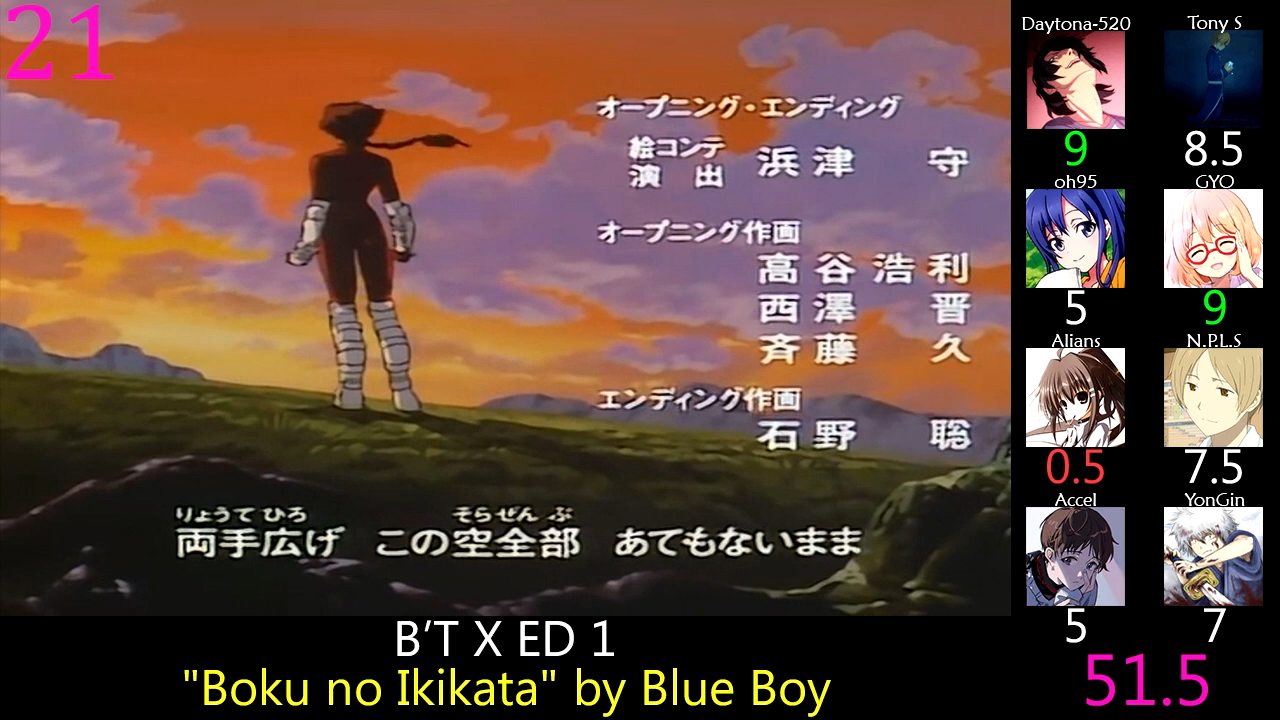 21
オープニング・エンディング
絵コンテ
演出 浜津 守
オープニング作画
高谷浩利
西澤 晋
斉藤 久
エンディング作画
石野 聡
りょうて ひろ そらぜんぶ
両手広げ この空全部 あてもないまま
B'T X ED 1
"Boku no Ikikata" by Blue Boy
Daytona-520 Tony S
9 8.5
oh95 GYO
5 9
Alians N.P.L.S
0.5 7.5
Accel YonGin
5 7
51.5